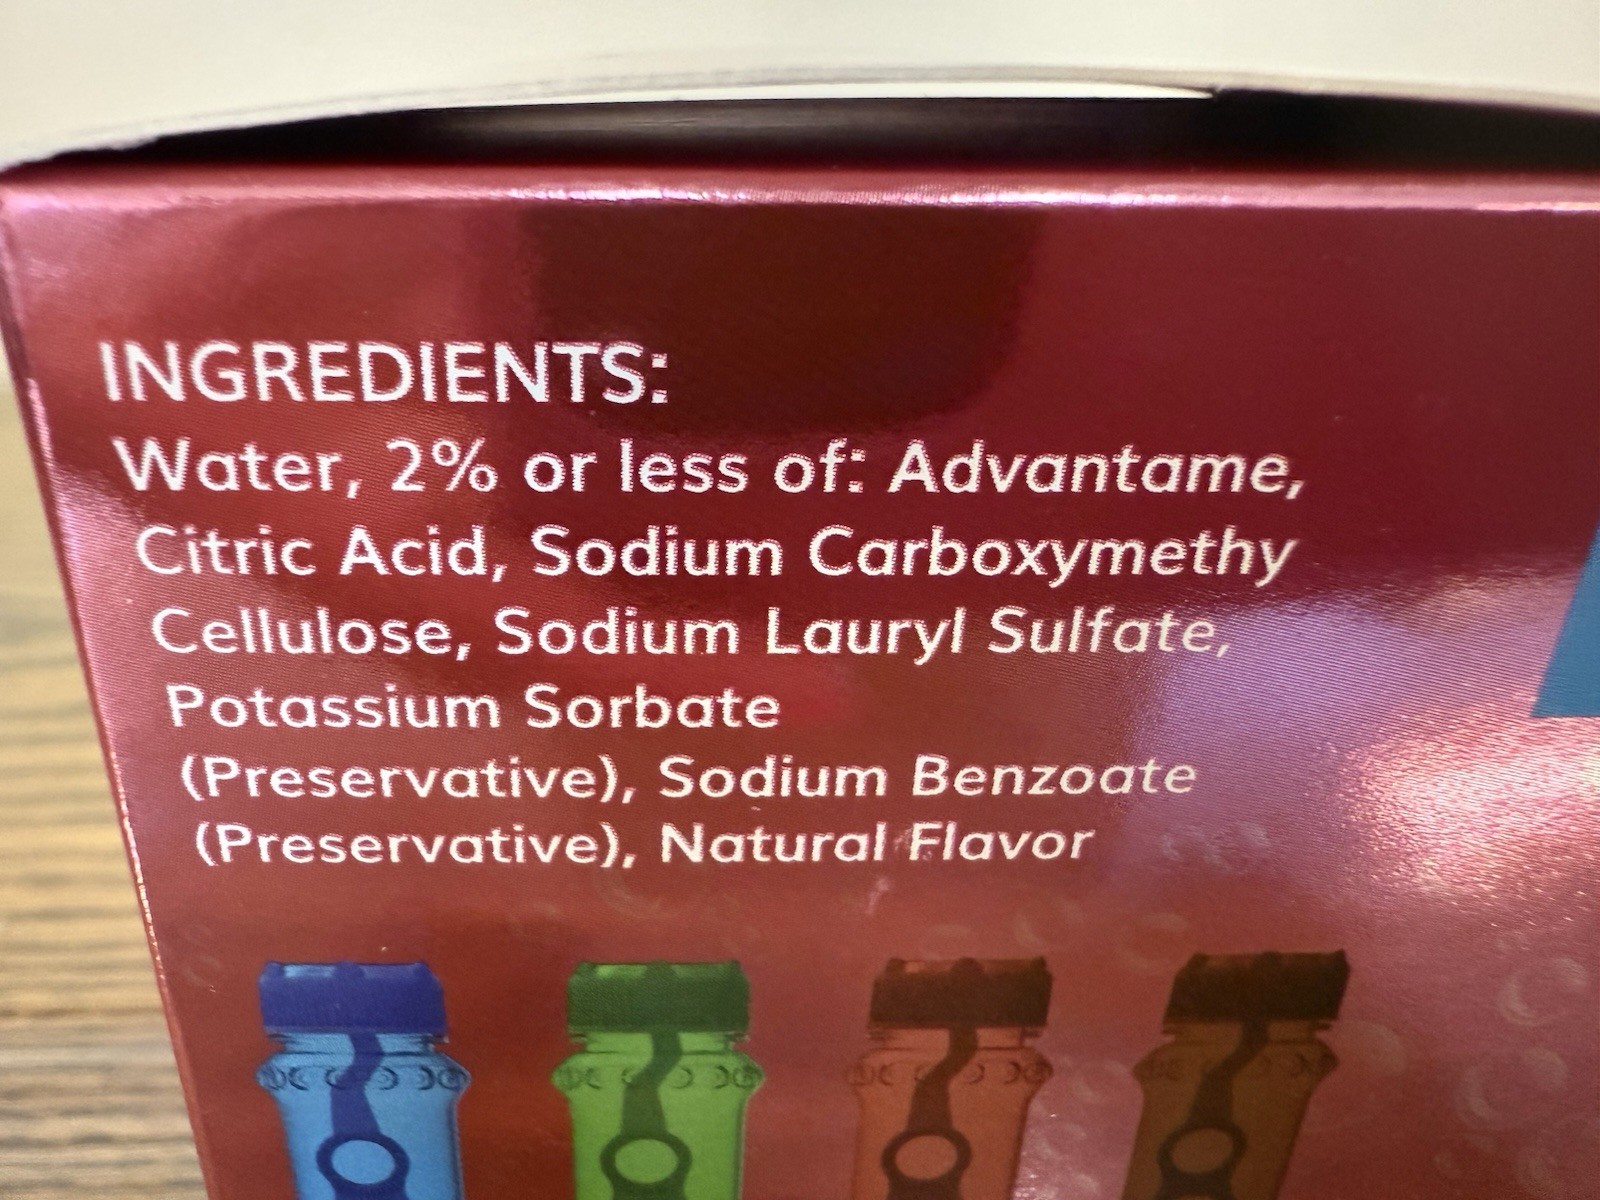 INGREDIENTS:
Water, 2% or less of: Advantame,
Citric Acid, Sodium Carboxymethy
Cellulose, Sodium Lauryl Sulfate,
Potassium Sorbate
(Preservative), Sodium Benzoate
(Preservative), Natural Flavor